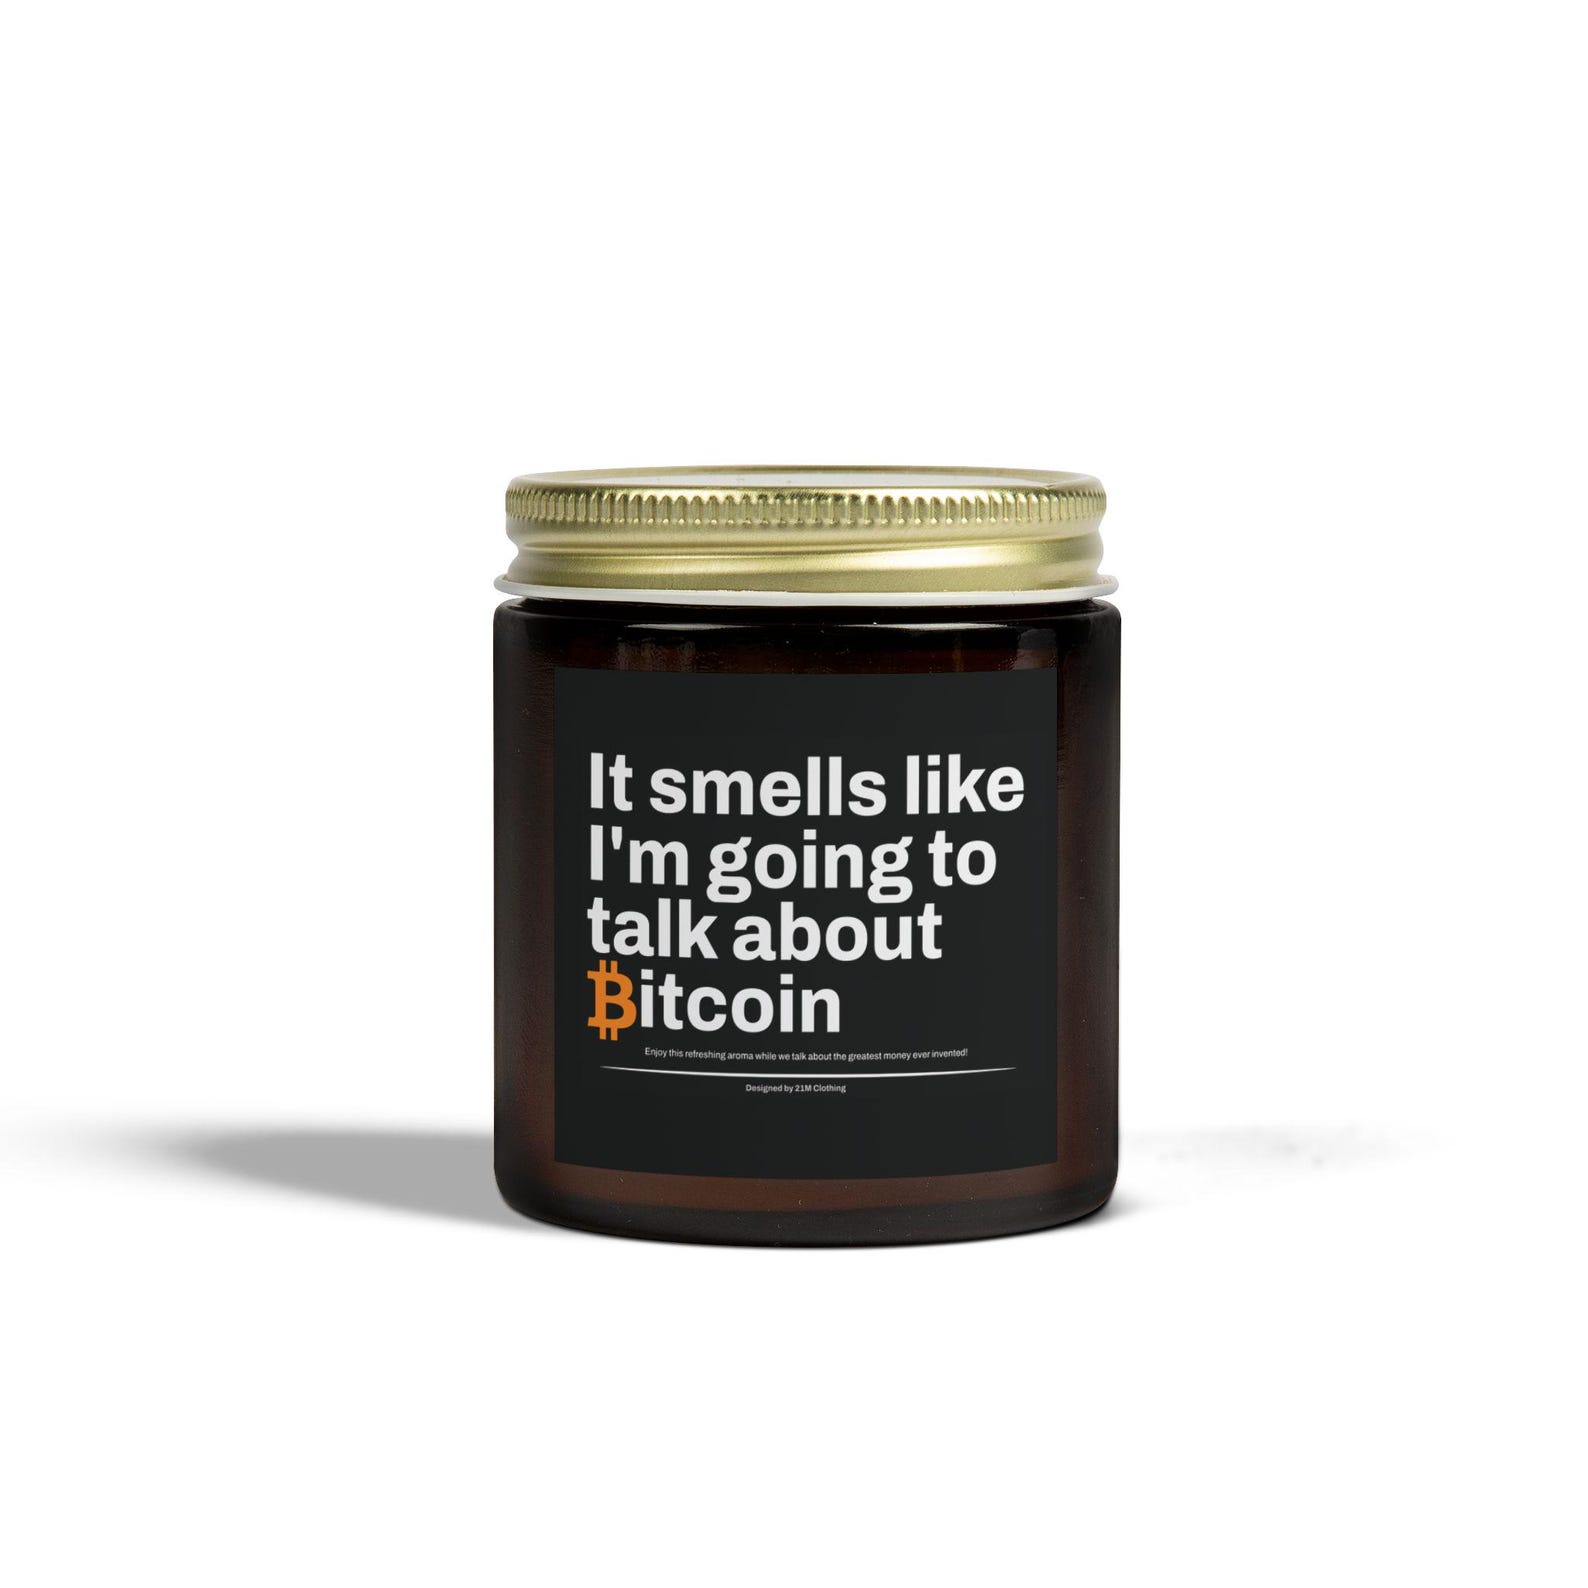 It smells like
I'm going to
talk about
₿itcoin
Enjoy this refreshing aroma while we talk about the greatest money ever invented!
Designed by 21M Clothing